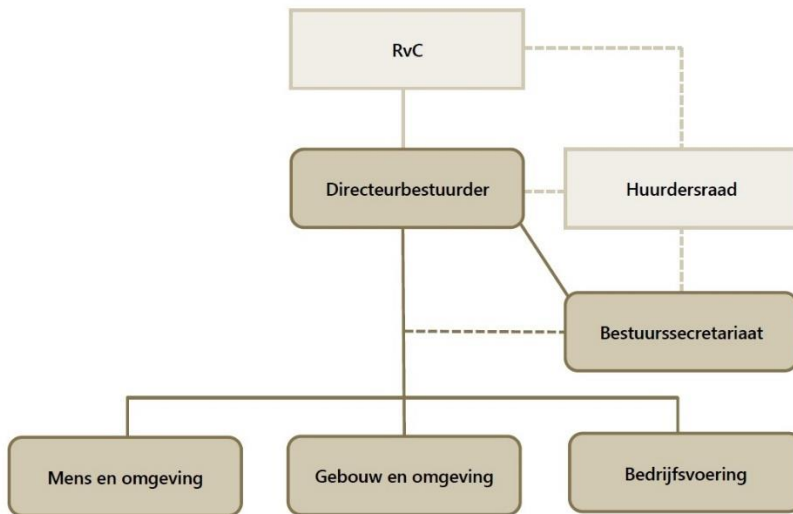 RvC
Directeurbestuurder
Huurdersraad
Bestuurssecretariaat
Mens en omgeving
Gebouw en omgeving
Bedrijfsvoering